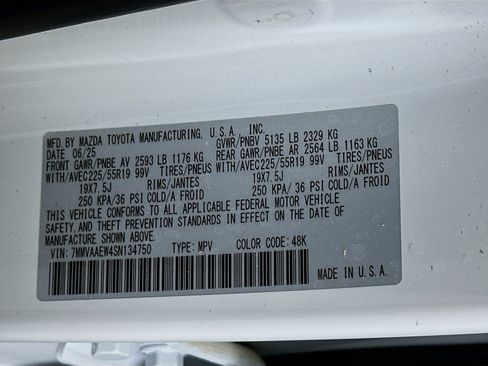 MFD. BY MAZDA TOYOTA MANUFACTURING, U.S.A., INC.
DATE 06/25 GVWR/PNBV 5135 LB 2329 KG
FRONT GAWR/PNBE AV 2593 LB 1176 KG REAR GAWR/PNBE AR 2564 LB 1163 KG
WITH/AVEC225/55R19 99V TIRES/PNEUS WITH/AVEC225/55R19 99V TIRES/PNEUS
19X7.5J RIMS/JANTES 19X7.5J RIMS/JANTES
250 KPA/36 PSI COLD/A FROID 250 KPA/36 PSI COLD/A FROID
THIS VEHICLE CONFORMS TO ALL APPLICABLE FEDERAL MOTOR VEHICLE
SAFETY, AND THEFT PREVENTION STANDARDS IN EFFECT ON THE DATE OF
MANUFACTURE SHOWN ABOVE.
VIN: 7MMVAAEW4SN134750 TYPE: MPV COLOR CODE: 48K
MADE IN U.S.A.